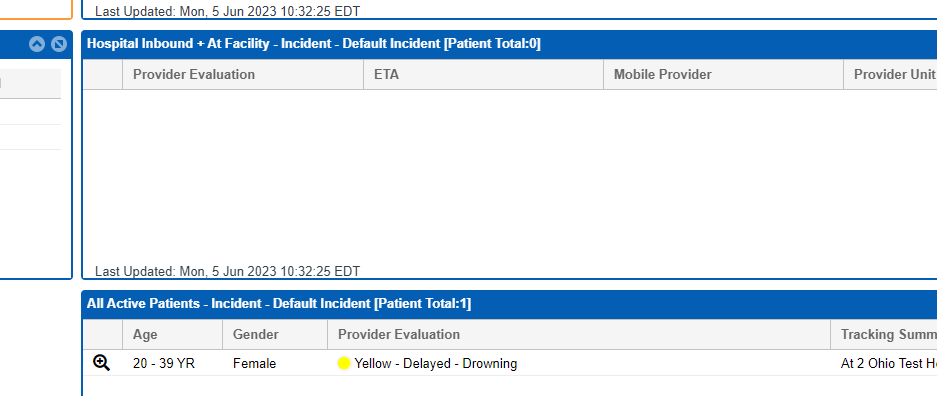 Last Updated: Mon, 5 Jun 2023 10:32:25 EDT
Hospital Inbound + At Facility - Incident - Default Incident [Patient Total:0]
Provider Evaluation ETA Mobile Provider Provider Unit
Last Updated: Mon, 5 Jun 2023 10:32:25 EDT
All Active Patients - Incident - Default Incident [Patient Total:1]
Age Gender Provider Evaluation Tracking
20 - 39 YR Female Yellow - Delayed - Drowning At 2 Ohio Test